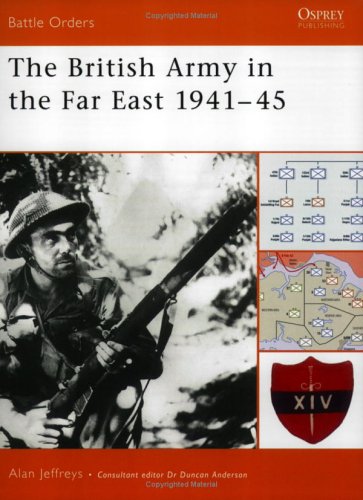 Battle Orders
OSPREY
PUBLISHING
The British Army in
the Far East 1941–45
XIV
Alan Jeffreys • Consultant editor Dr Duncan Anderson